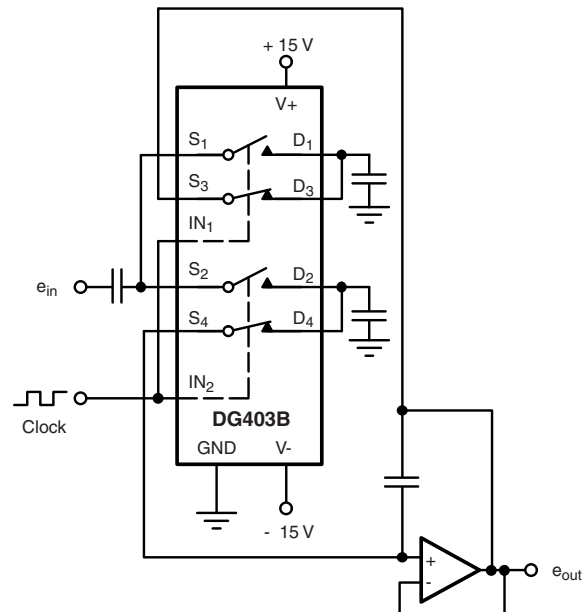 + 15 V
V+
S1 D1
S3 D3
IN1
ein
S2 D2
S4 D4
IN2
Clock
DG403B
GND V-
- 15 V
+
-
eout